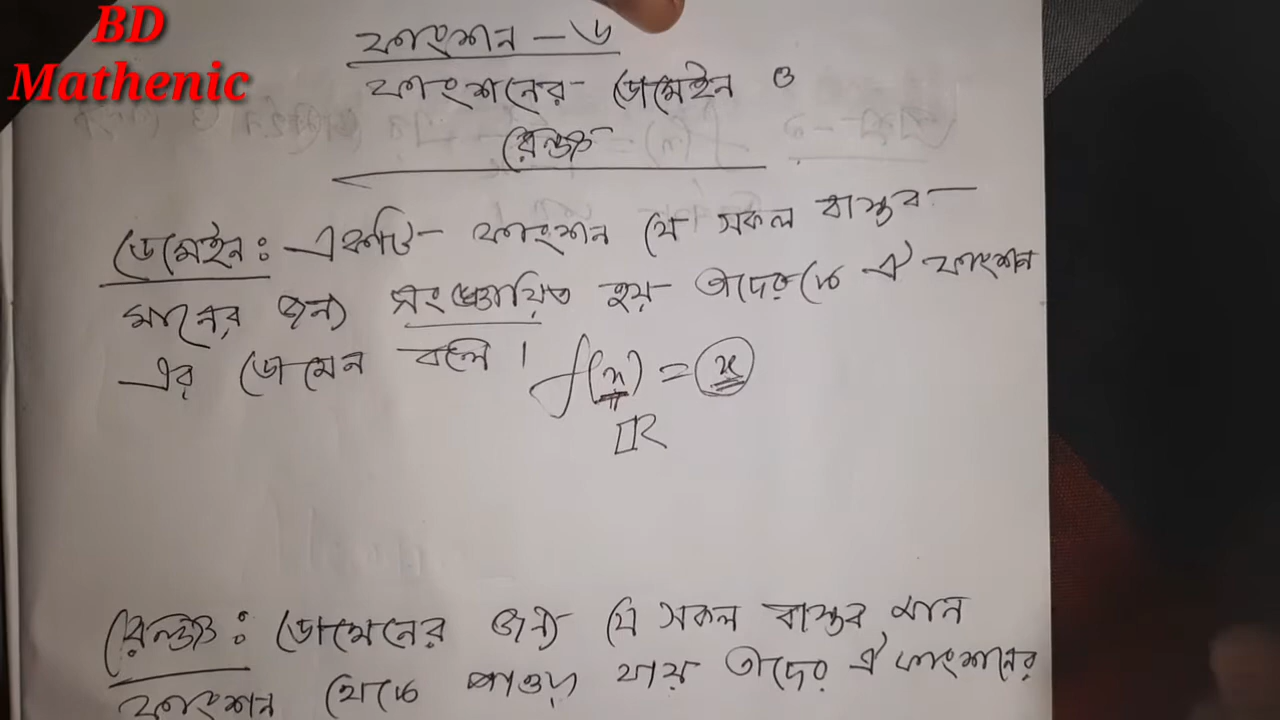 BD
Mathenic
ফাংশন - ৬
ফাংশনের ডোমেইন ও
রেঞ্জ
ডোমেইন : একটি ফাংশন যে সকল বাস্তব
মানের জন্য সংজ্ঞায়িত হয় তাদেরকে ঐ ফাংশন
এর ডোমেন বলে । f(x) = x
IR
রেঞ্জ : ডোমেনের জন্য যে সকল বাস্তব মান
ফাংশন থেকে পাওয়া যায় তাদের ঐ ফাংশনের